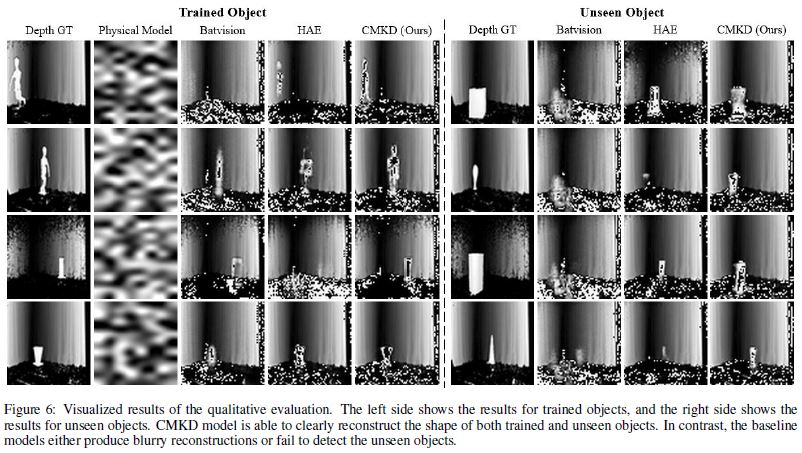 Trained Object
Unseen Object
Depth GT Physical Model Batvision HAE CMKD (Ours) Depth GT Batvision HAE CMKD (Ours)
Figure 6: Visualized results of the qualitative evaluation. The left side shows the results for trained objects, and the right side shows the
results for unseen objects. CMKD model is able to clearly reconstruct the shape of both trained and unseen objects. In contrast, the baseline
models either produce blurry reconstructions or fail to detect the unseen objects.